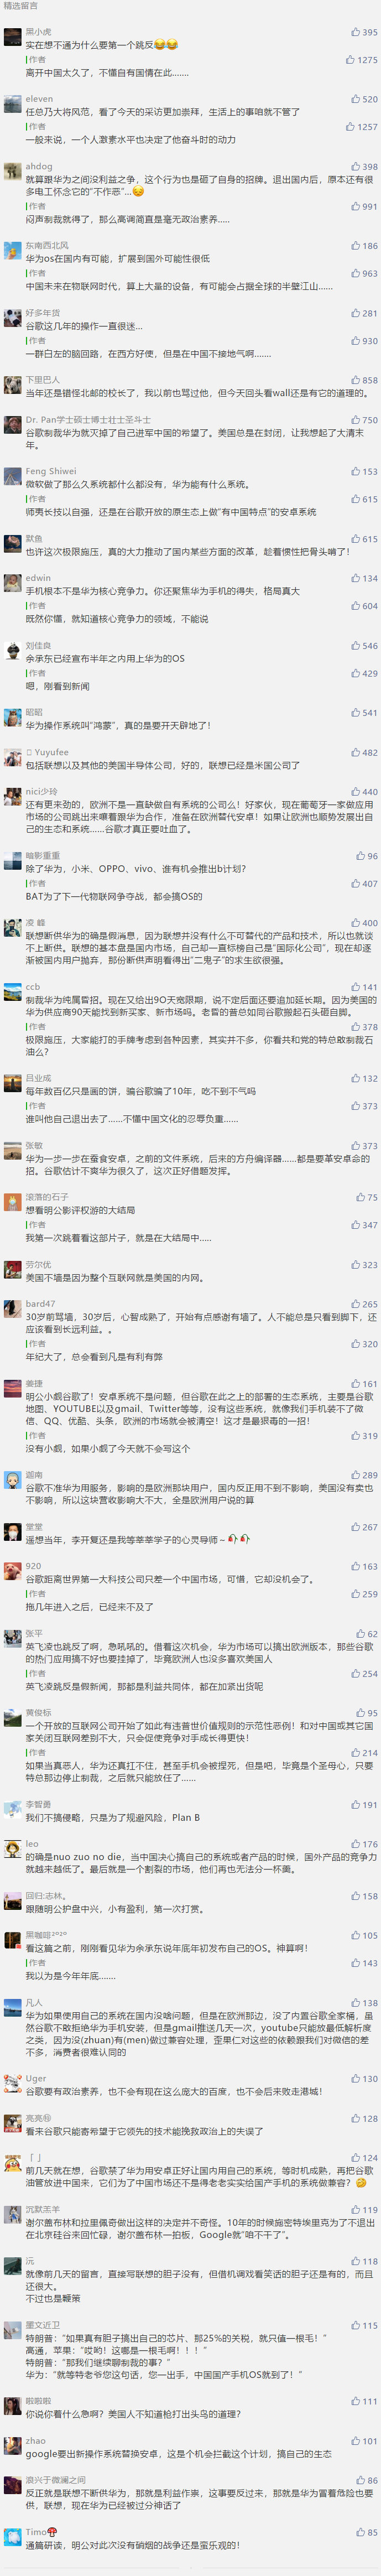 精选留言
黑小虎
395
实在想不通为什么要第一个跳反😂😂
作者
1275
离开中国太久了，不懂自有国情在此.......
eleven
520
任总乃大将风范，看了今天的采访更加崇拜，生活上的事咱就不管了
作者
1257
一般来说，一个人激素水平也决定了他奋斗时的动力
ahdog
398
就算跟华为之间没利益之争，这个行为也是砸了自身的招牌。退出国内后，原本还有很
多电工怀念它的“不作恶”...😔
作者
991
闷声制裁就得了，那么高调简直是毫无政治素养.....
东南西北风
186
华为os在国内有可能，扩展到国外可能性很低
作者
963
中国未来在物联网时代，算上大量的设备，有可能会占据全球的半壁江山......
好多年货
281
谷歌这几年的操作一直很迷...
作者
930
一群白左的脑回路，在西方好使，但是在中国不接地气啊.......
下里巴人
858
当年还是错怪北邮的校长了，我以前也骂过他，但今天回头看wall还是有它的道理的。
Dr. Pan学士硕士博士壮士圣斗士
750
谷歌制裁华为就灭掉了自己进军中国的希望了。美国总是在封闭，让我想起了大清末
年。
Feng Shiwei
153
微软做了那么久系统都什么都没有，华为能有什么系统。
作者
615
师夷长技以自强，还是在谷歌开放的原生态上做“有中国特点”的安卓系统
默鱼
615
也许这次极限施压，真的大力推动了国内某些方面的改革，趁着惯性把骨头啃了！
edwin
134
手机根本不是华为核心竞争力。你还聚焦华为手机的得失，格局真大
作者
604
既然你懂，就知道核心竞争力的领域，不能说
刘佳良
546
余承东已经宣布半年之内用上华为的OS
作者
429
嗯，刚看到新闻
昭昭
541
华为操作系统叫“鸿蒙”，真的是要开天辟地了！
Yuyufee
482
包括联想以及其他的美国半导体公司，好的，联想已经是米国公司了
nici少玲
440
还有更来劲的，欧洲不是一直缺做自有系统的公司么！好家伙，现在葡萄牙一家做应用
市场的公司跳出来嚷着跟华为合作，准备在欧洲替代安卓！如果让欧洲也顺势发展出自
己的生态和系统......谷歌才真正要吐血了。
暗影重重
96
除了华为，小米、OPPO、vivo、谁有机会推出b计划？
作者
407
BAT为了下一代物联网争夺战，都会搞OS的
凌 峰
400
联想断供华为的确是假消息，因为联想并没有什么不可替代的产品和技术，所以也就谈
不上断供。联想的基本盘是国内市场，自己却一直标榜自己是“国际化公司”，现在却逐
渐被国内用户抛弃，那份断供声明看得出“二鬼子”的求生欲很强。
ccb
141
制裁华为纯属昏招。现在又给出90天宽限期，说不定后面还要追加延长期。因为美国的
华为供应商90天能找到新买家、新市场吗。老昏的普总如同谷歌搬起石头砸自脚。
作者
378
极限施压，大家能打的手牌考虑到各种因素，其实并不多，你看共和党的特总敢制裁石
油么？
吕业成
132
每年数百亿只是画的饼，骗谷歌骗了10年，吃不到不气吗
作者
373
谁叫他自己退出去了......不懂中国文化的忍辱负重......
张敏
373
华为一步一步在蚕食安卓，之前的文件系统，后来的方舟编译器......都是要革安卓命的
招。谷歌估计不爽华为很久了，这次正好借题发挥。
滚落的石子
75
想看明公影评权游的大结局
作者
347
我第一次跳着看这部片子，就是在大结局中.....
劳尔优
323
美国不墙是因为整个互联网就是美国的内网。
bard47
265
30岁前骂墙，30岁后，心智成熟了，开始有点感谢有墙了。人不能总是只看到脚下，还
应该看到长远利益。。
作者
320
年纪大了，总会看到凡是有利有弊
姜捷
161
明公小觑谷歌了！安卓系统不是问题，但谷歌在此之上的部署的生态系统，主要是谷歌
地图、YOUTUBE以及gmail、Twitter等等，没有这些系统，就像我们手机装不了微
信、QQ、优酷、头条，欧洲的市场就会被清空！这才是最狠毒的一招！
作者
319
没有小觑，如果小觑了今天就不会写这个
迦南
289
谷歌不准华为用服务，影响的是欧洲那块用户，国内反正用不到不影响，美国没有卖也
不影响，所以这块营收影响大不大，全是欧洲用户说的算
堂堂
267
遥想当年，李开复还是我等莘莘学子的心灵导师～🥀🥀
920
163
谷歌距离世界第一大科技公司只差一个中国市场，可惜，它却没机会了。
作者
259
拖几年进入之后，已经来不及了
张平
62
英飞凌也跳反了啊，急吼吼的。借着这次机会，华为市场可以搞出欧洲版本，那些谷歌
的热门应用搞不好也要挂掉了，毕竟欧洲人也没多喜欢美国人
作者
254
英飞凌跳反是假新闻，那都是利益共同体，都在加紧出货呢
黄俊标
95
一个开放的互联网公司开始了如此有违普世价值规则的示范性恶例！和对中国或其它国
家关闭互联网差别不大，只会促使竞争对手成长得更快！
作者
214
如果当真恶人，华为还真扛不住，甚至手机会被捏死，但是吧，毕竟是个圣母心，只要
特总那边停止制裁，之后就只能放任了......
李智勇
191
我们不搞侵略，只是为了规避风险，Plan B
leo
176
的确是nuo zuo no die，当中国决心搞自己的系统或者产品的时候，国外产品的竞争力
就越来越低了。最后就是一个割裂的市场，他们再也无法分一杯羹。
回归:志林。
158
跟随明公护盘中兴，小有盈利，第一次打赏。
黑咖啡²⁰²⁰
105
看这篇之前，刚刚看见华为余承东说年底年初发布自己的OS。神算啊！
作者
143
我以为是今年年底.......
凡人
138
华为如果使用自己的系统在国内没啥问题，但是在欧洲那边，没了内置谷歌全家桶，虽
然谷歌不敢拒绝华为手机安装，但是gmail推送几天一次，youtube只能放最低解析度
之类，因为没(zhuan)有(men)做过兼容处理，歪果仁对这些的依赖跟我们对微信的差
不多，消费者很难认同的
Uger
130
谷歌要有政治素养，也不会有现在这么庞大的百度，也不会后来败走港城！
亮亮㊕
128
看来谷歌只能寄希望于它领先的技术能挽救政治上的失误了
「 」
124
前几天就在想，谷歌禁了华为用安卓正好让国内用自己的系统，等时机成熟，再把谷歌
油管放进中国来，它们为了中国市场还不是得老老实实给国产手机的系统做兼容？🤔
沉默羔羊
119
谢尔盖布林和拉里佩奇做出这样的决定并不奇怪。10年的时候施密特埃里克为了不退出
在北京硅谷来回忙碌，谢尔盖布林一拍板，Google就“咱不干了”。
沅
118
就像前几天的留言，直接写联想的胆子没有，但借机调戏看笑话的胆子还是有的，而且
还很大。
不过也是鞭策
墨文近卫
115
特朗普：“如果真有胆子搞出自己的芯片、那25%的关税，就只值一根毛！”
高通，苹果：“哎哟！这哪是一根毛啊！！！”
特朗普：“那我们继续聊制裁的事？”
华为：“就等特老爷您这句话，您一出手，中国国产手机OS就到了！”
啦啦啦
111
你说你看什么急啊？美国人不知道枪打出头鸟的道理？
zhao
101
google要出新操作系统替换安卓，这是个机会拦截这个计划，搞自己的生态
浪兴于微澜之间
86
反正就是联想不断供华为，那就是利益作祟，这事要反过来，那就是华为冒着危险也要
供，联想，现在华为已经被过分神话了
Timo🍄
85
通篇研读，明公对此次没有硝烟的战争还是蛮乐观的！